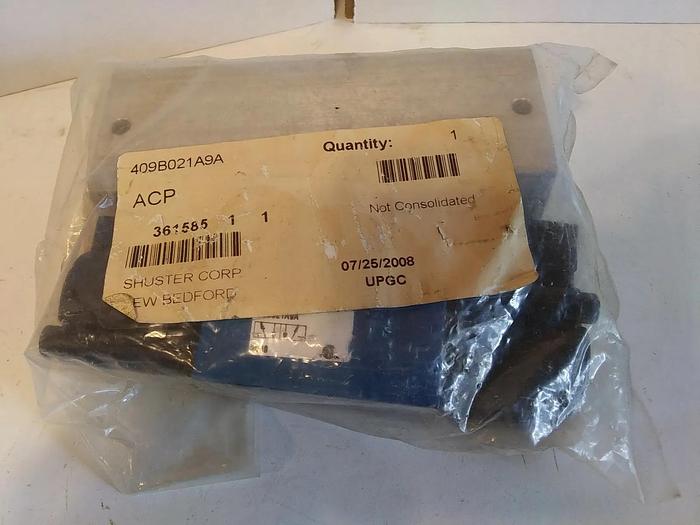 409B021A9A
Quantity: 1
ACP
Not Consolidated
361585 1 1
07/25/2008
SHUSTER CORP
UPGC
EW BEDFORD